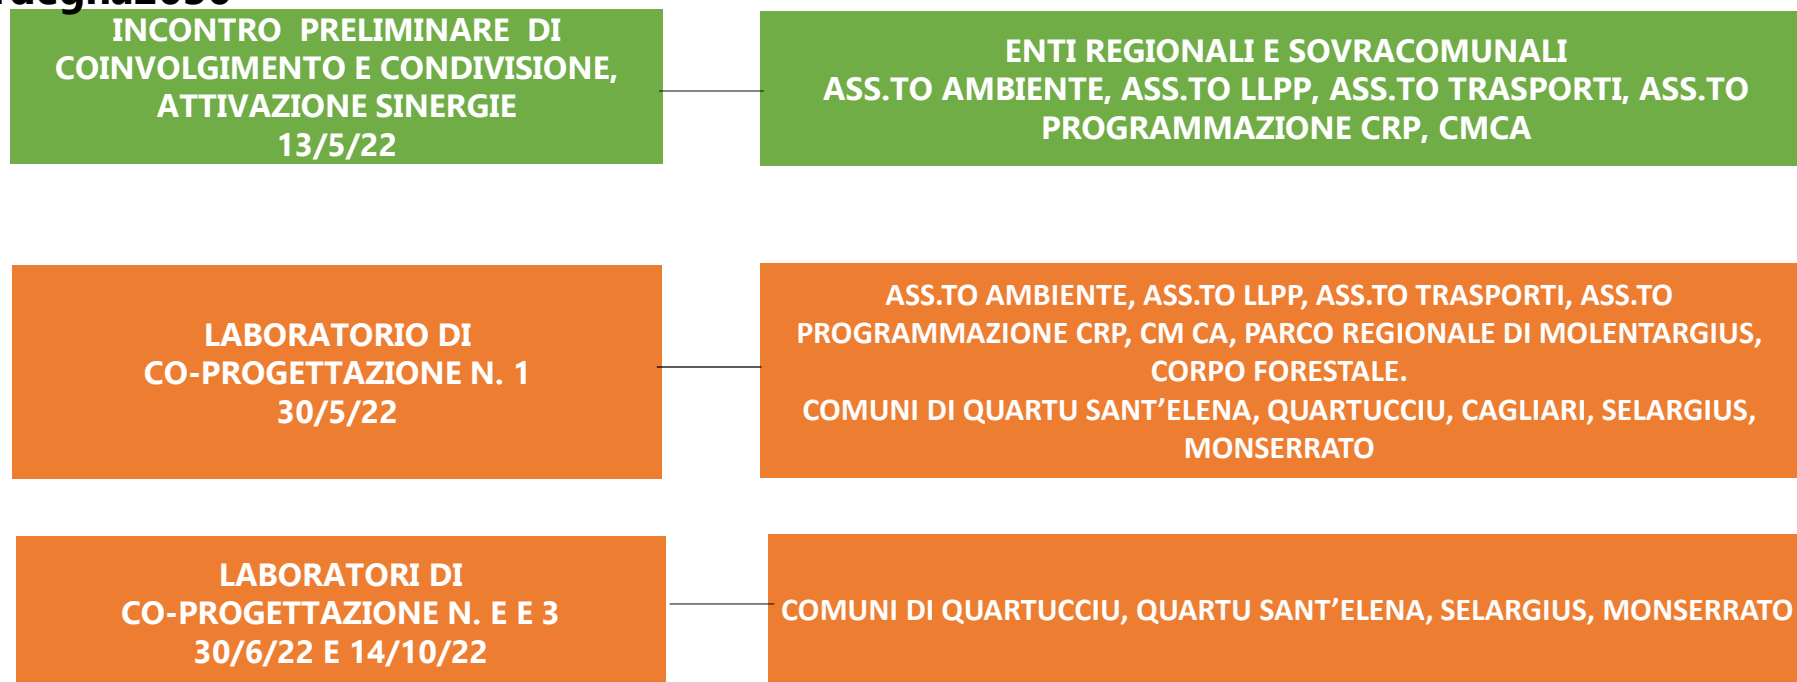 INCONTRO PRELIMINARE DI
COINVOLGIMENTO E CONDIVISIONE,
ATTIVAZIONE SINERGIE
13/5/22
ENTI REGIONALI E SOVRACOMUNALI
ASS.TO AMBIENTE, ASS.TO LLPP, ASS.TO TRASPORTI, ASS.TO
PROGRAMMAZIONE CRP, CMCA
LABORATORIO DI
CO-PROGETTAZIONE N. 1
30/5/22
ASS.TO AMBIENTE, ASS.TO LLPP, ASS.TO TRASPORTI, ASS.TO
PROGRAMMAZIONE CRP, CM CA, PARCO REGIONALE DI MOLENTARGIUS,
CORPO FORESTALE.
COMUNI DI QUARTU SANT’ELENA, QUARTUCCIU, CAGLIARI, SELARGIUS,
MONSERRATO
LABORATORI DI
CO-PROGETTAZIONE N. E E 3
30/6/22 E 14/10/22
COMUNI DI QUARTUCCIU, QUARTU SANT’ELENA, SELARGIUS, MONSERRATO